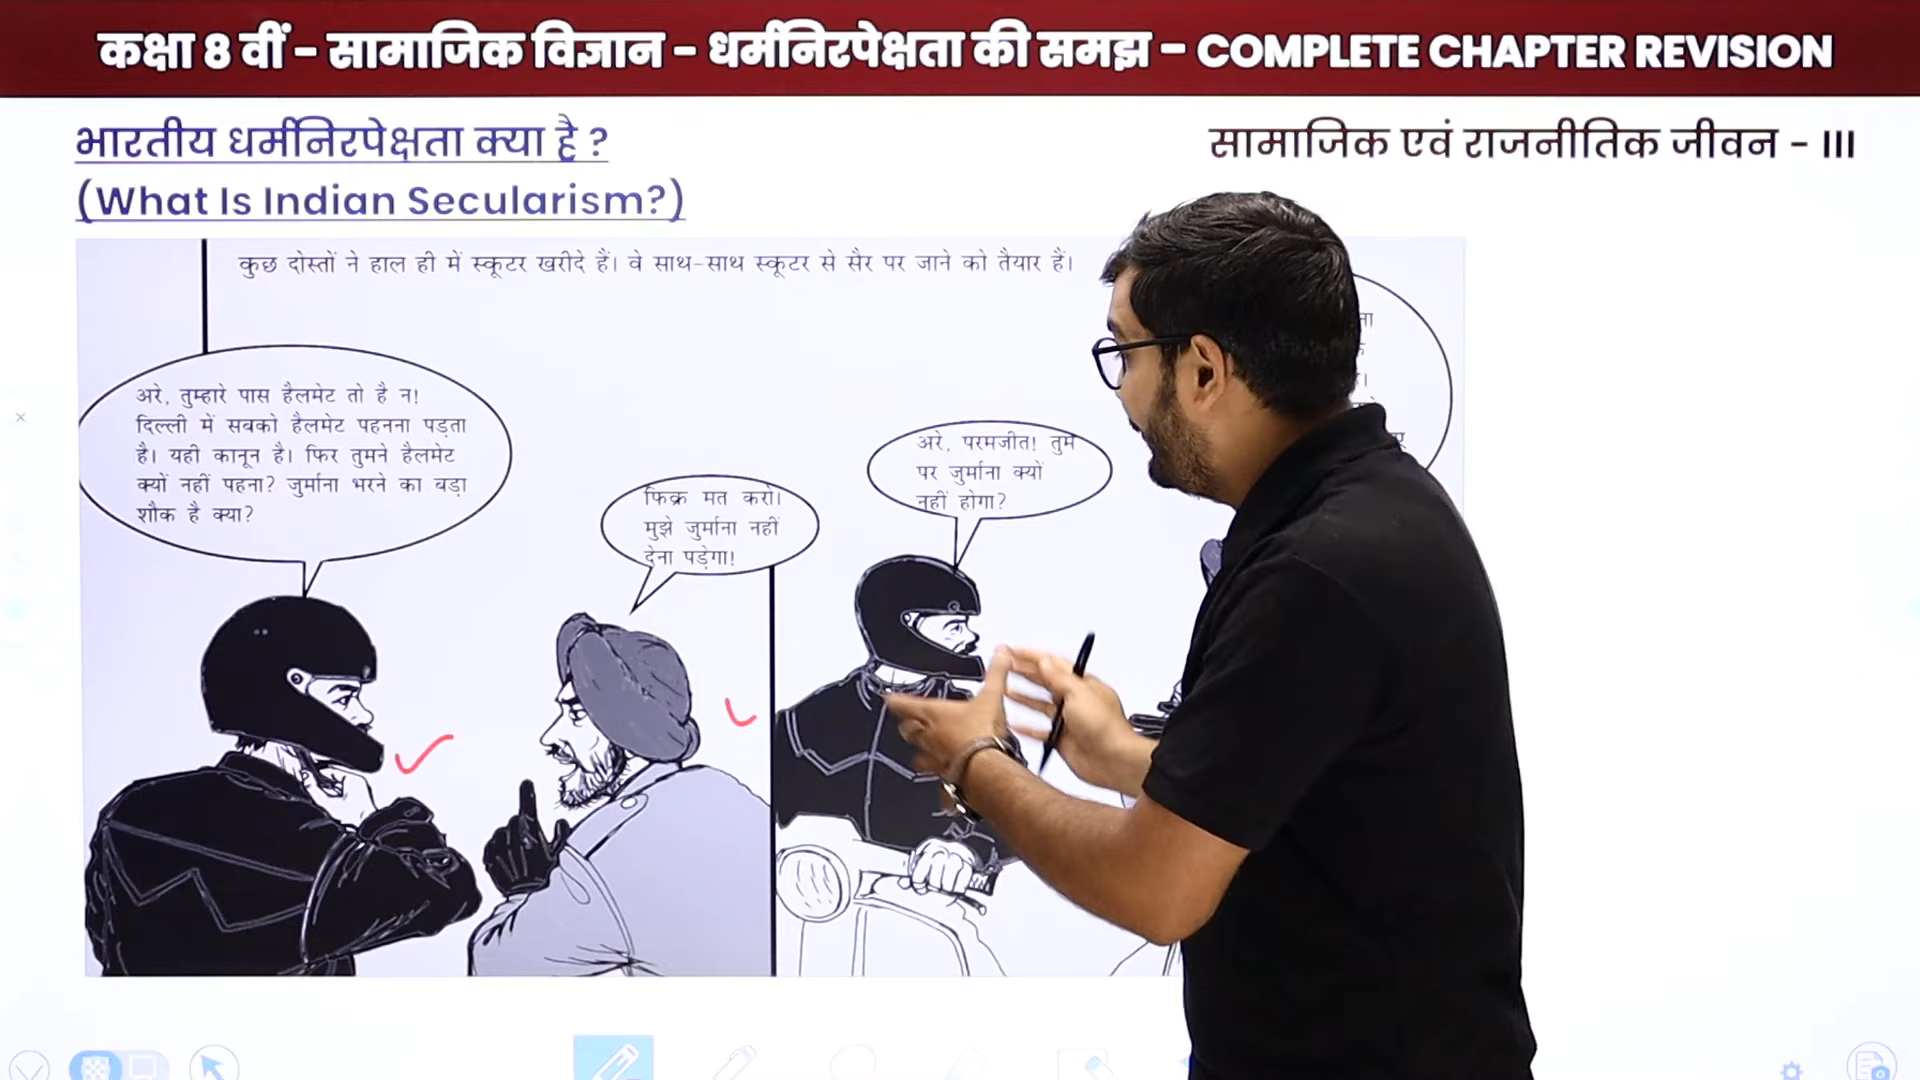 कक्षा 8 वीं - सामाजिक विज्ञान - धर्मनिरपेक्षता की समझ - COMPLETE CHAPTER REVISION
भारतीय धर्मनिरपेक्षता क्या है ?
(What Is Indian Secularism?)
सामाजिक एवं राजनीतिक जीवन - III
कुछ दोस्तों ने हाल ही में स्कूटर खरीदे हैं। वे साथ-साथ स्कूटर से सैर पर जाने को तैयार हैं।
अरे, तुम्हारे पास हैलमेट तो है न!
दिल्ली में सबको हैलमेट पहनना पड़ता
है। यही कानून है। फिर तुमने हैलमेट
क्यों नहीं पहना? जुर्माना भरने का बड़ा
शौक है क्या?
फिक्र मत करो।
मुझे जुर्माना नहीं
देना पड़ेगा!
अरे, परमजीत! तुम
पर जुर्माना क्यों
नहीं होगा?